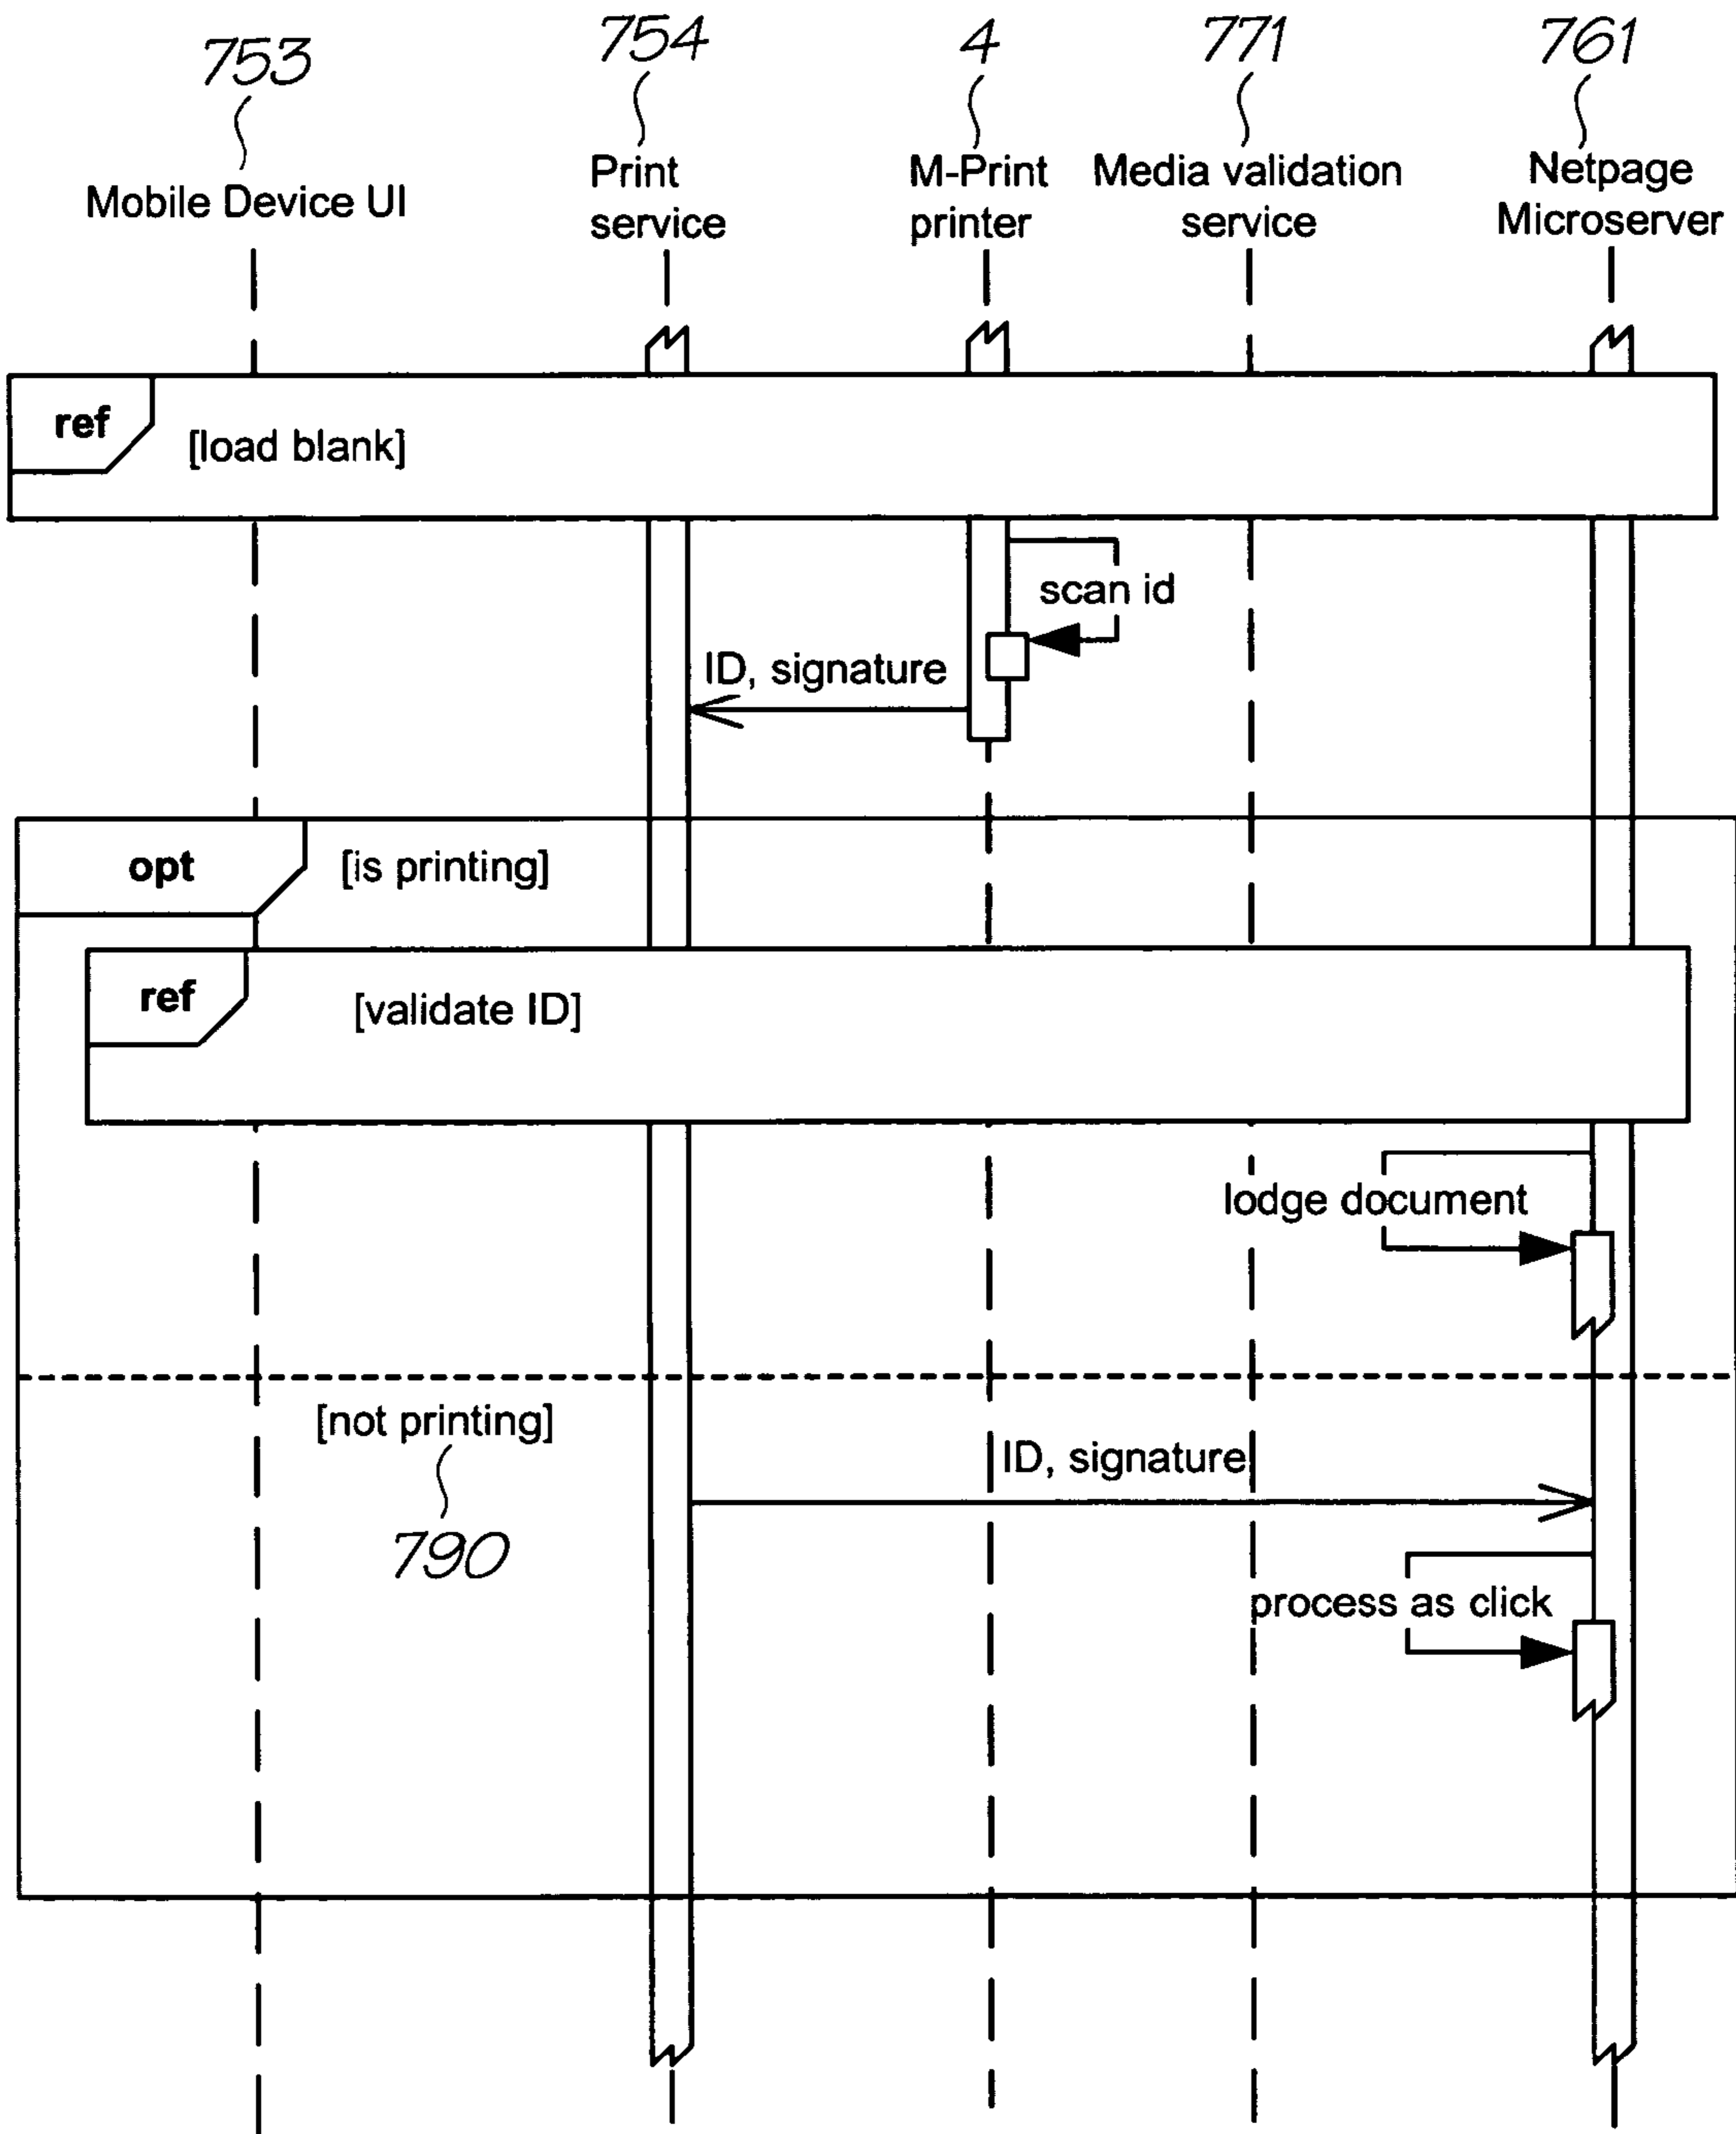 753
754
4
771
761
Mobile Device UI
Print
service
M-Print
printer
Media validation
service
Netpage
Microserver
ref
[load blank]
scan id
ID, signature
opt
[is printing]
ref
[validate ID]
lodge document
[not printing]
ID, signature
790
process as click